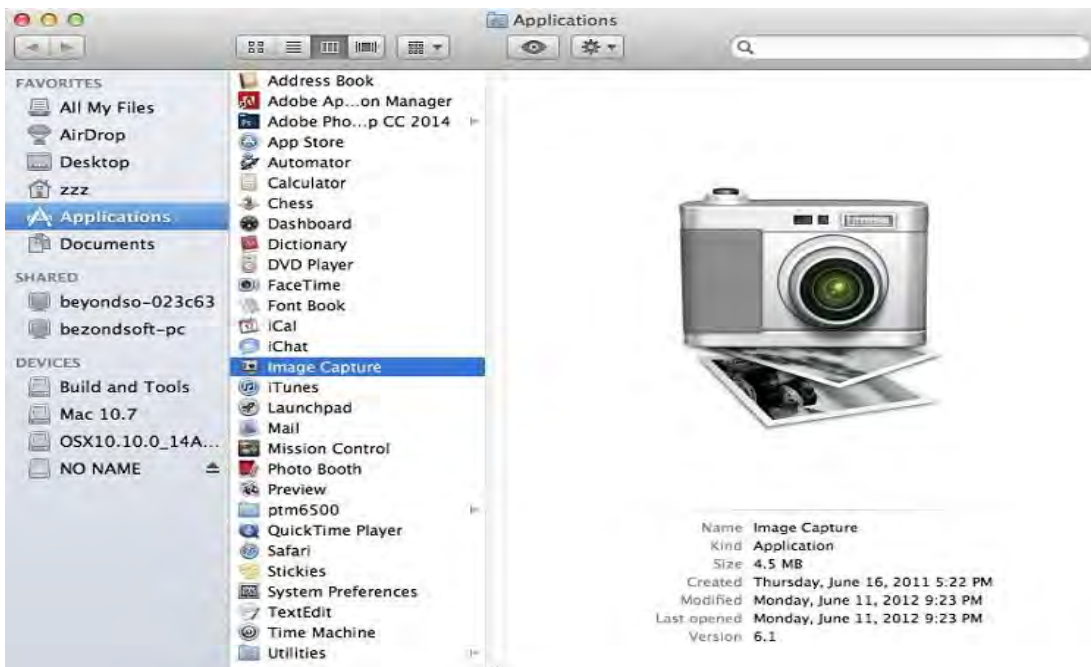 Applications
FAVORITES
All My Files
AirDrop
Desktop
zzz
Applications
Documents
SHARED
beyondso-023c63
bezondsoft-pc
DEVICES
Build and Tools
Mac 10.7
OSX10.10.0_14A...
NO NAME
Address Book
Adobe Ap...on Manager
Adobe Pho...p CC 2014
App Store
Automator
Calculator
Chess
Dashboard
Dictionary
DVD Player
FaceTime
Font Book
iCal
iChat
Image Capture
iTunes
Launchpad
Mail
Mission Control
Photo Booth
Preview
ptm6500
QuickTime Player
Safari
Stickies
System Preferences
TextEdit
Time Machine
Utilities
Name Image Capture
Kind Application
Size 4.5 MB
Created Thursday, June 16, 2011 5:22 PM
Modified Monday, June 11, 2012 9:23 PM
Last opened Monday, June 11, 2012 9:23 PM
Version 6.1